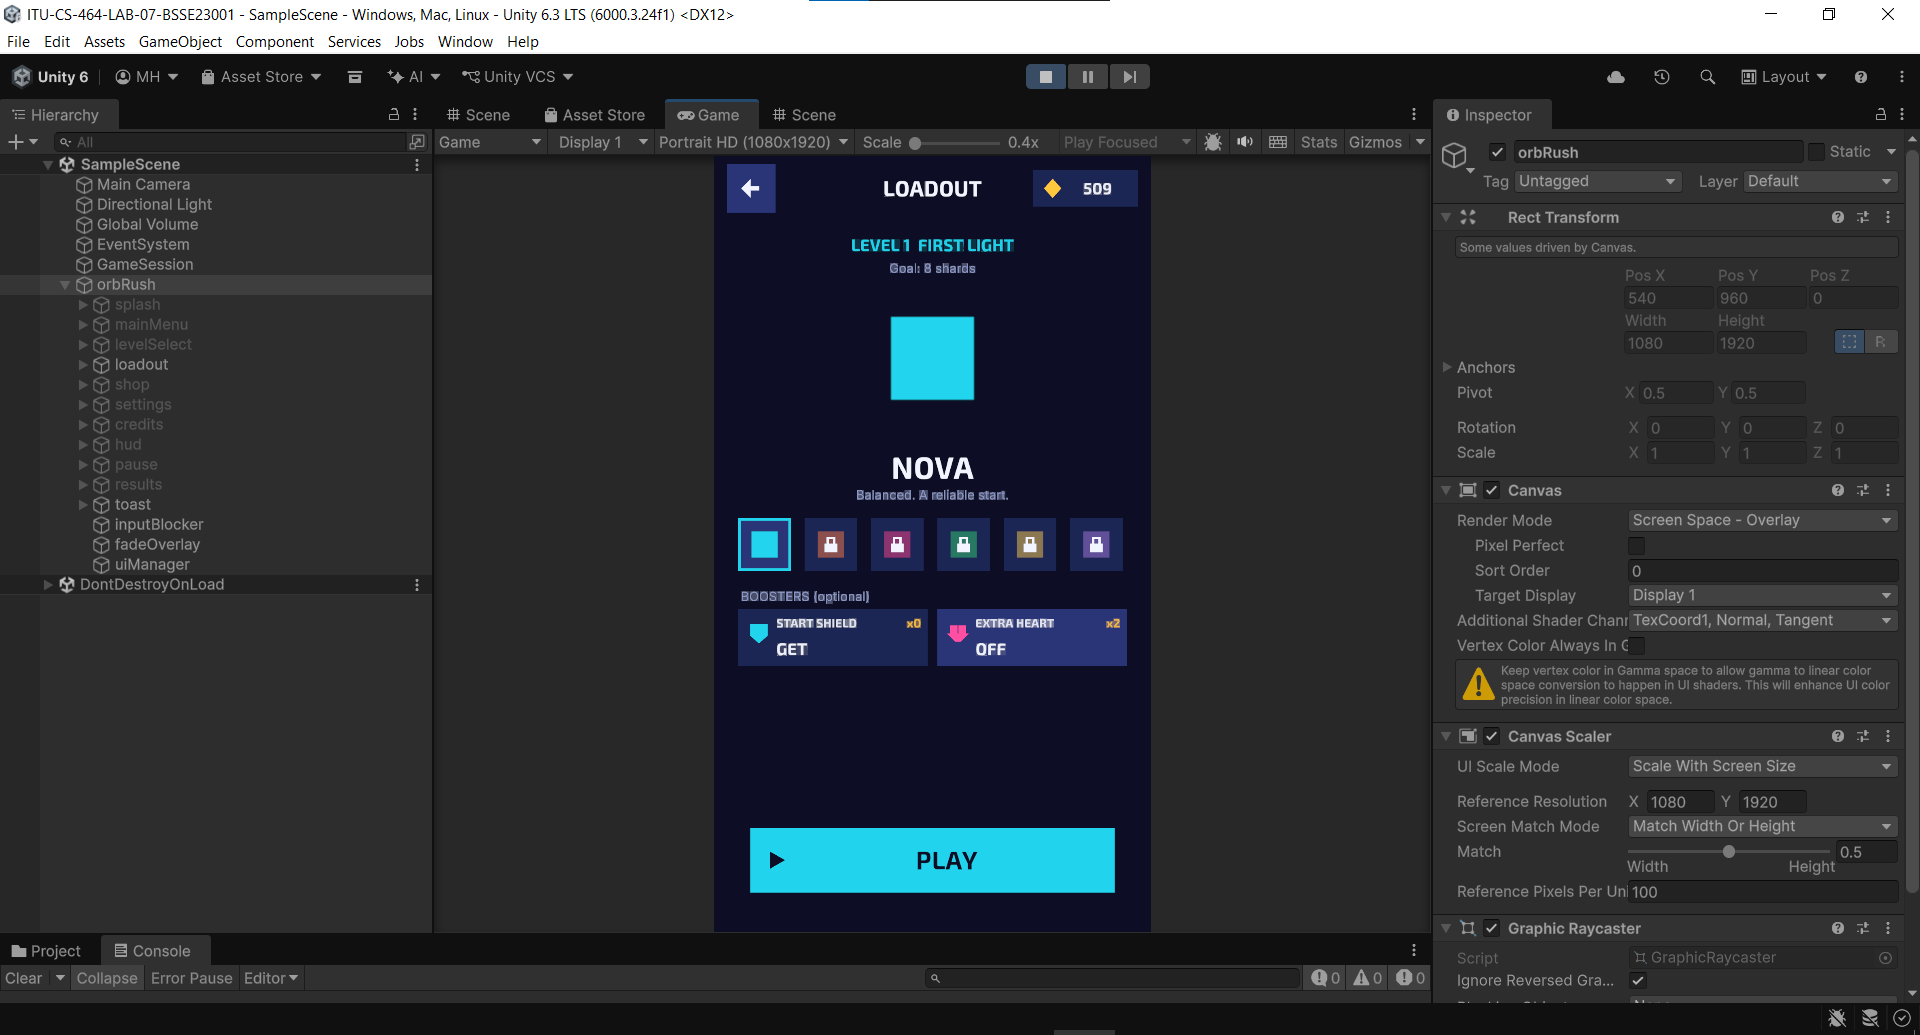 ITU-CS-464-LAB-07-BSSE23001 - SampleScene - Windows, Mac, Linux - Unity 6.3 LTS (6000.3.24f1) <DX12>
File Edit Assets GameObject Component Services Jobs Window Help
Unity 6 MH Asset Store AI Unity VCS Layout
Hierarchy
All
SampleScene
Main Camera
Directional Light
Global Volume
EventSystem
GameSession
orbRush
splash
mainMenu
levelSelect
loadout
shop
settings
credits
hud
pause
results
toast
inputBlocker
fadeOverlay
uiManager
DontDestroyOnLoad
Scene Asset Store Game Scene
Game Display 1 Portrait HD (1080x1920) Scale 0.4x Play Focused Stats Gizmos
LOADOUT 509
LEVEL 1 FIRST LIGHT
Goal: 8 shards
NOVA
Balanced. A reliable start.
BOOSTERS (optional)
START SHIELD x0
GET
EXTRA HEART x2
OFF
PLAY
Project Console
Clear Collapse Error Pause Editor
0 0 0
Inspector
orbRush Static
Tag Untagged Layer Default
Rect Transform
Some values driven by Canvas.
Pos X Pos Y Pos Z
540 960 0
Width Height
1080 1920 R
Anchors
Pivot X 0.5 Y 0.5
Rotation X 0 Y 0 Z 0
Scale X 1 Y 1 Z 1
Canvas
Render Mode Screen Space - Overlay
Pixel Perfect
Sort Order 0
Target Display Display 1
Additional Shader Chann TexCoord1, Normal, Tangent
Vertex Color Always In G
Keep vertex color in Gamma space to allow gamma to linear color
space conversion to happen in UI shaders. This will enhance UI color
precision in linear color space.
Canvas Scaler
UI Scale Mode Scale With Screen Size
Reference Resolution X 1080 Y 1920
Screen Match Mode Match Width Or Height
Match 0.5
Width Height
Reference Pixels Per Uni 100
Graphic Raycaster
Script GraphicRaycaster
Ignore Reversed Gra...